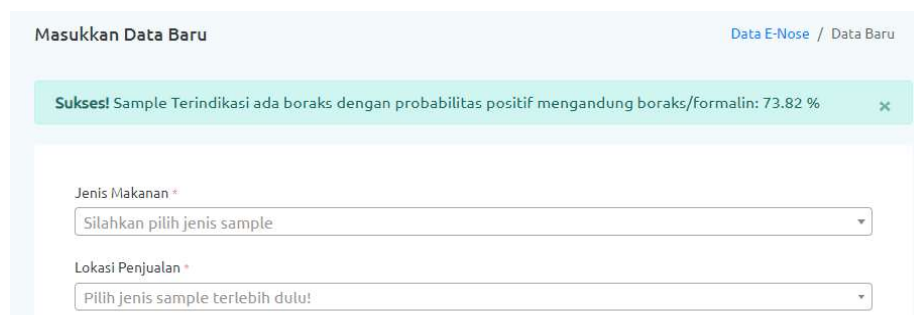 Masukkan Data Baru
Data E-Nose / Data Baru
Sukses! Sample Terindikasi ada boraks dengan probabilitas positif mengandung boraks/formalin: 73.82 % ×
Jenis Makanan *
Silahkan pilih jenis sample
Lokasi Penjualan *
Pilih jenis sample terlebih dulu!